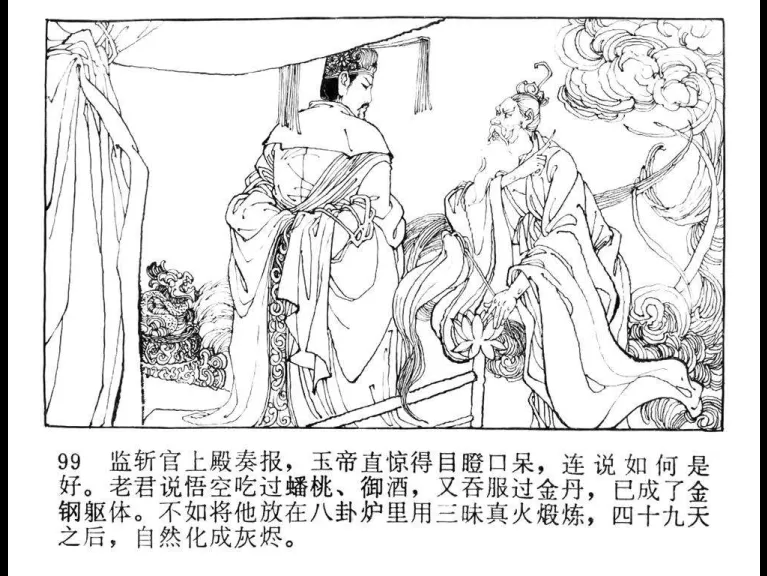 99 监斩官上殿奏报，玉帝直惊得目瞪口呆，连说如何是
好。老君说悟空吃过蟠桃、御酒，又吞服过金丹，已成了金
钢躯体。不如将他放在八卦炉里用三昧真火煅炼，四十九天
之后，自然化成灰烬。